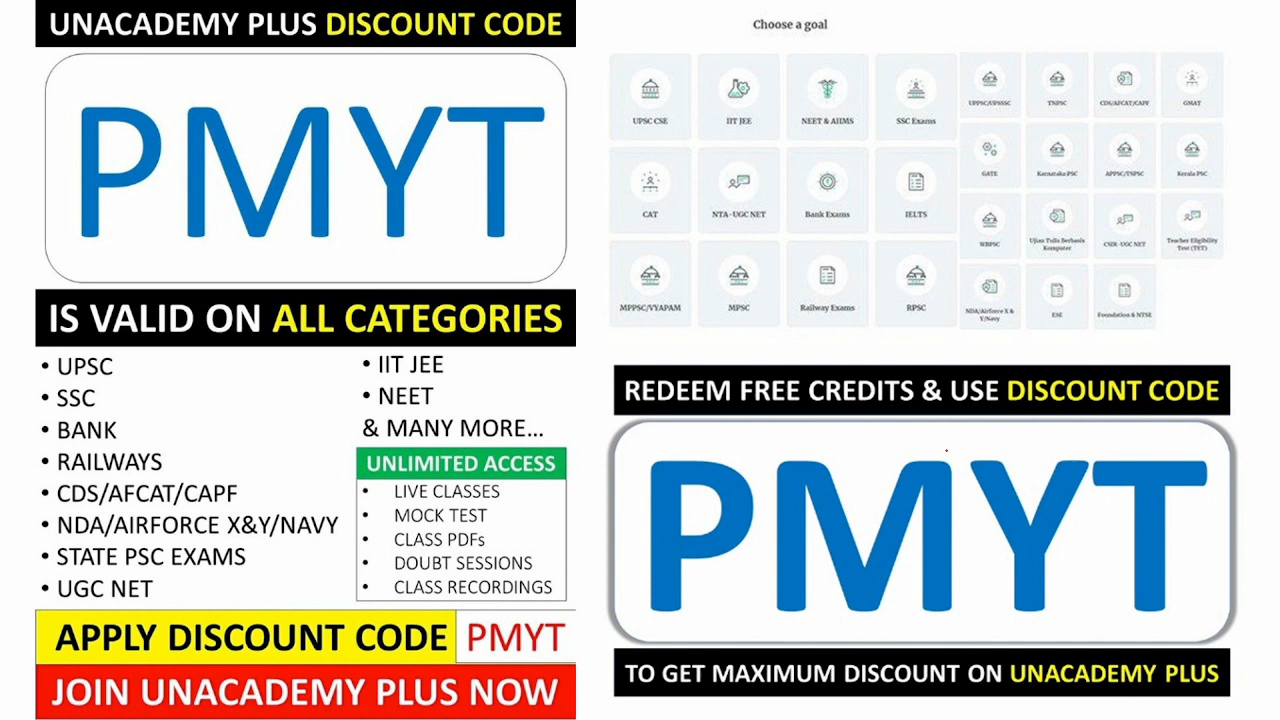 UNACADEMY PLUS DISCOUNT CODE
PMYT
IS VALID ON ALL CATEGORIES
• UPSC
• SSC
• BANK
• RAILWAYS
• CDS/AFCAT/CAPF
• NDA/AIRFORCE X&Y/NAVY
• STATE PSC EXAMS
• UGC NET
• IIT JEE
• NEET
& MANY MORE...
UNLIMITED ACCESS
• LIVE CLASSES
• MOCK TEST
• CLASS PDFs
• DOUBT SESSIONS
• CLASS RECORDINGS
APPLY DISCOUNT CODE PMYT
JOIN UNACADEMY PLUS NOW
Choose a goal
UPSC CSE
IIT JEE
NEET & AIIMS
SSC Exams
CAT
NTA-UGC NET
Bank Exams
IELTS
MPPSC/VYAPAM
MPSC
Railway Exams
RPSC
UPPSC/UPSSSC
TNPSC
CDS/AFCAT/CAPF
GMAT
GATE
Karnataka PSC
APPSC/TSPSC
Kerala PSC
WBPSC
Ujian Tulis Berbasis
Komputer
CSIR-UGC NET
Teacher Eligibility
Test (TET)
NDA/Airforce X &
Y/Navy
ESE
Foundation & NTSE
REDEEM FREE CREDITS & USE DISCOUNT CODE
PMYT
TO GET MAXIMUM DISCOUNT ON UNACADEMY PLUS